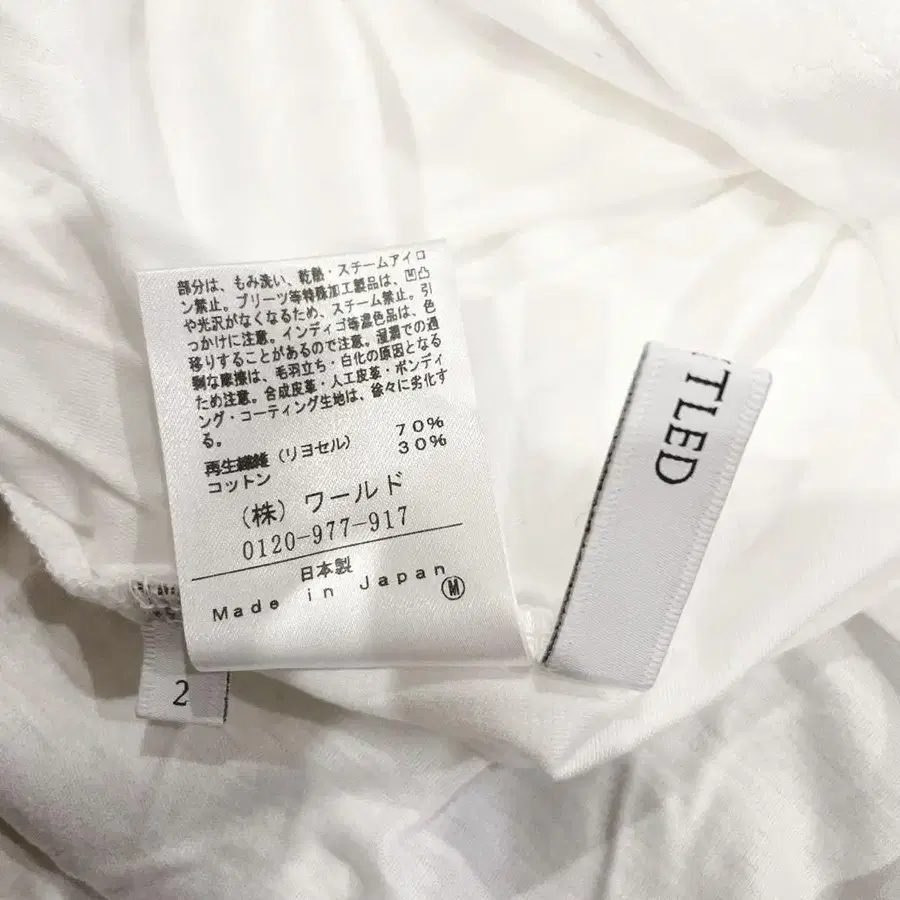 部分は、もみ洗い、乾熱・スチームアイロ
ン禁止。プリーツ等特殊加工製品は、凹凸
や光沢がなくなるため、スチーム禁止。引
っかけに注意。インディゴ等濃色品は、色
移りすることがあるので注意。湿潤での過
剰な摩擦は、毛羽立ち・白化の原因となる
ため注意。合成皮革・人工皮革・ボンディ
ング・コーティング生地は、徐々に劣化す
る。
再生繊維（リヨセル） 70%
コットン 30%
（株）ワールド
0120-977-917
日本製
Made in Japan Ⓜ
2
TLED